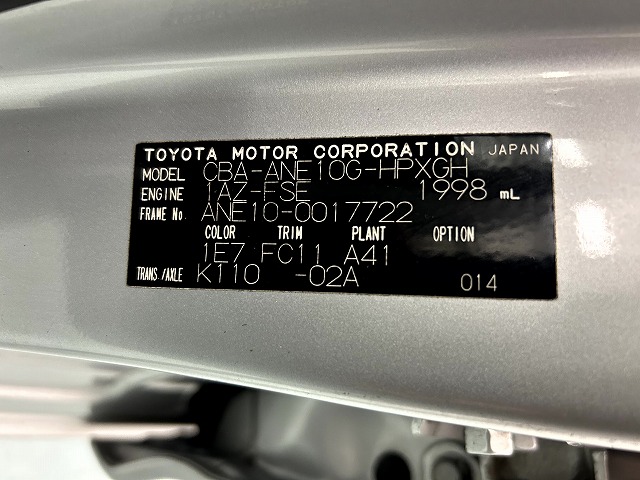 TOYOTA MOTOR CORPORATION JAPAN
MODEL CBA-ANE10G-HPXGH
ENGINE 1AZ-FSE 1998 mL
FRAME No. ANE10-0017722
COLOR TRIM PLANT OPTION
1E7 FC11 A41
TRANS./AXLE K110 -02A 014